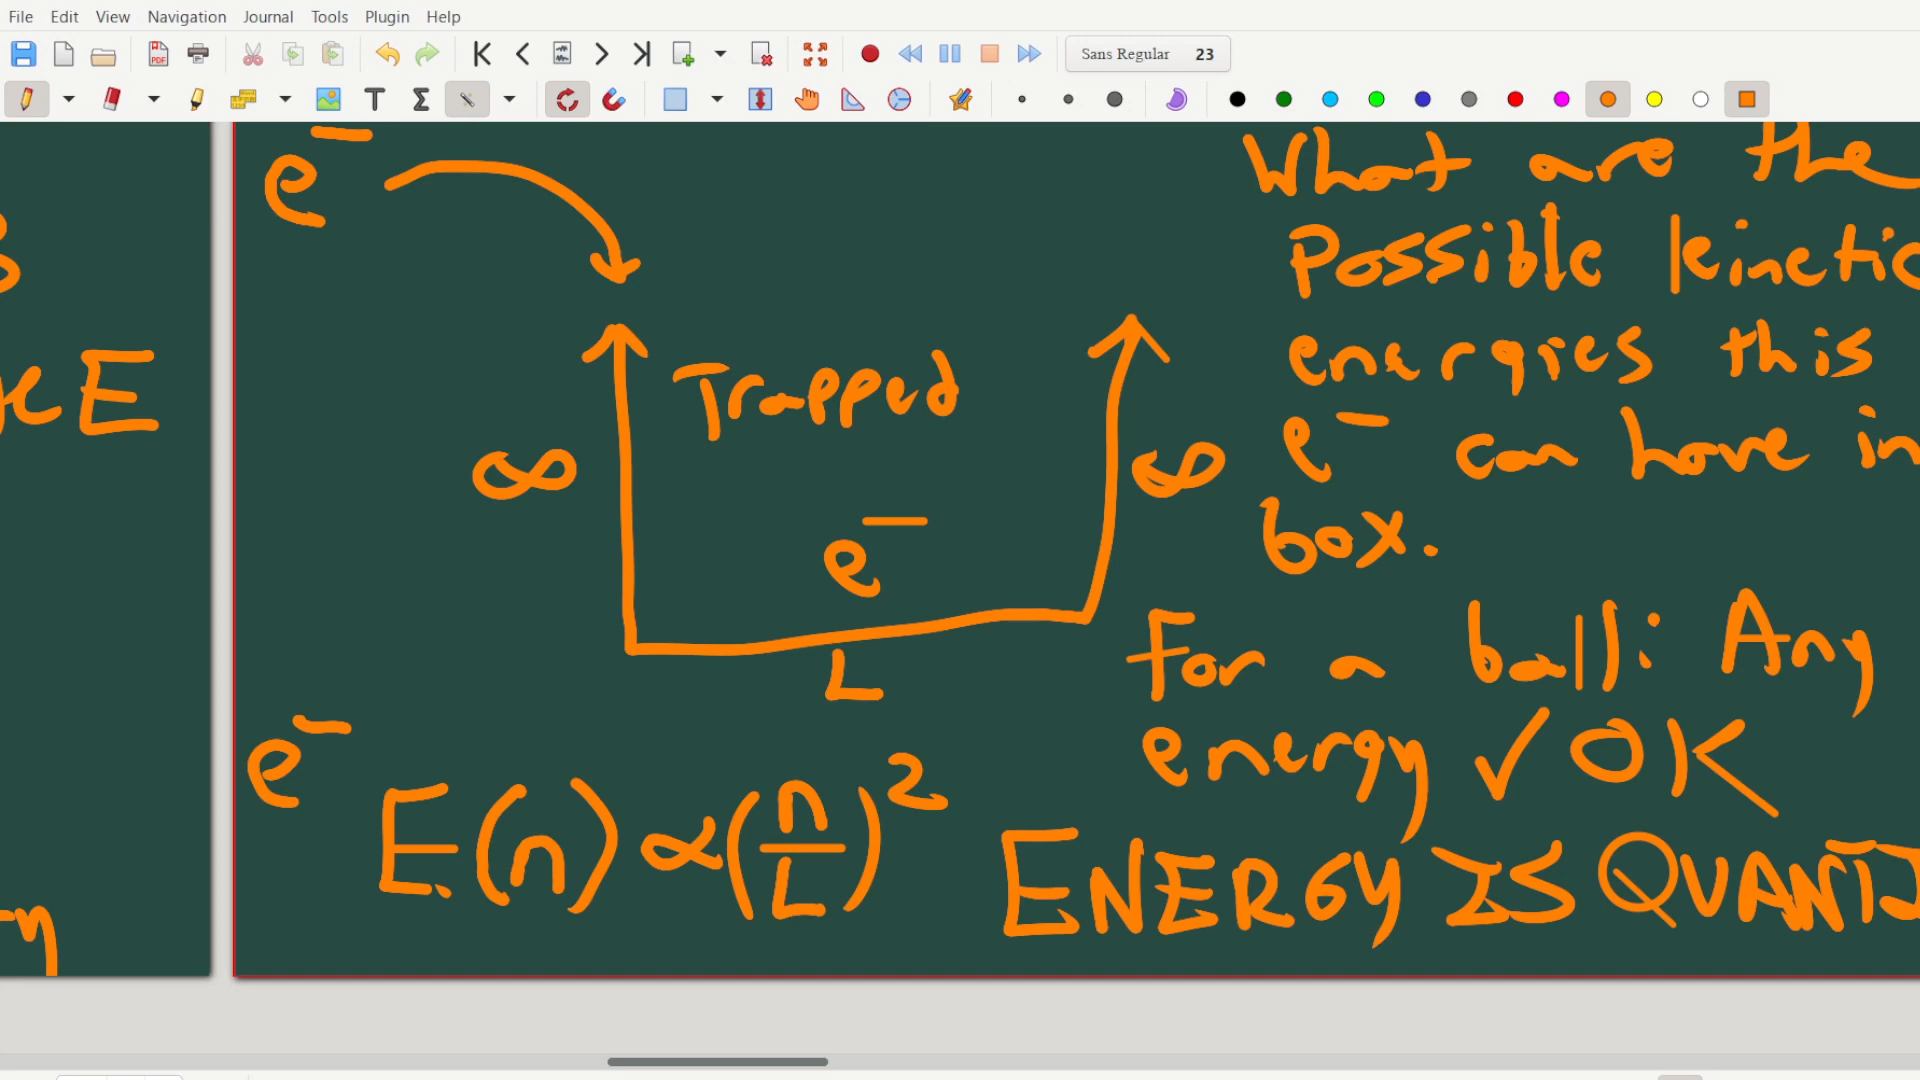 File Edit View Navigation Journal Tools Plugin Help
Sans Regular 23
e⁻
What are the
Possible kinetic
energies this
e⁻ can have in
box.
Trapped
∞
∞
e⁻
L
For a ball: Any
energy ✓ OK
e⁻
E(n) ∝ (n/L)²
ENERGY IS QUANTI
E